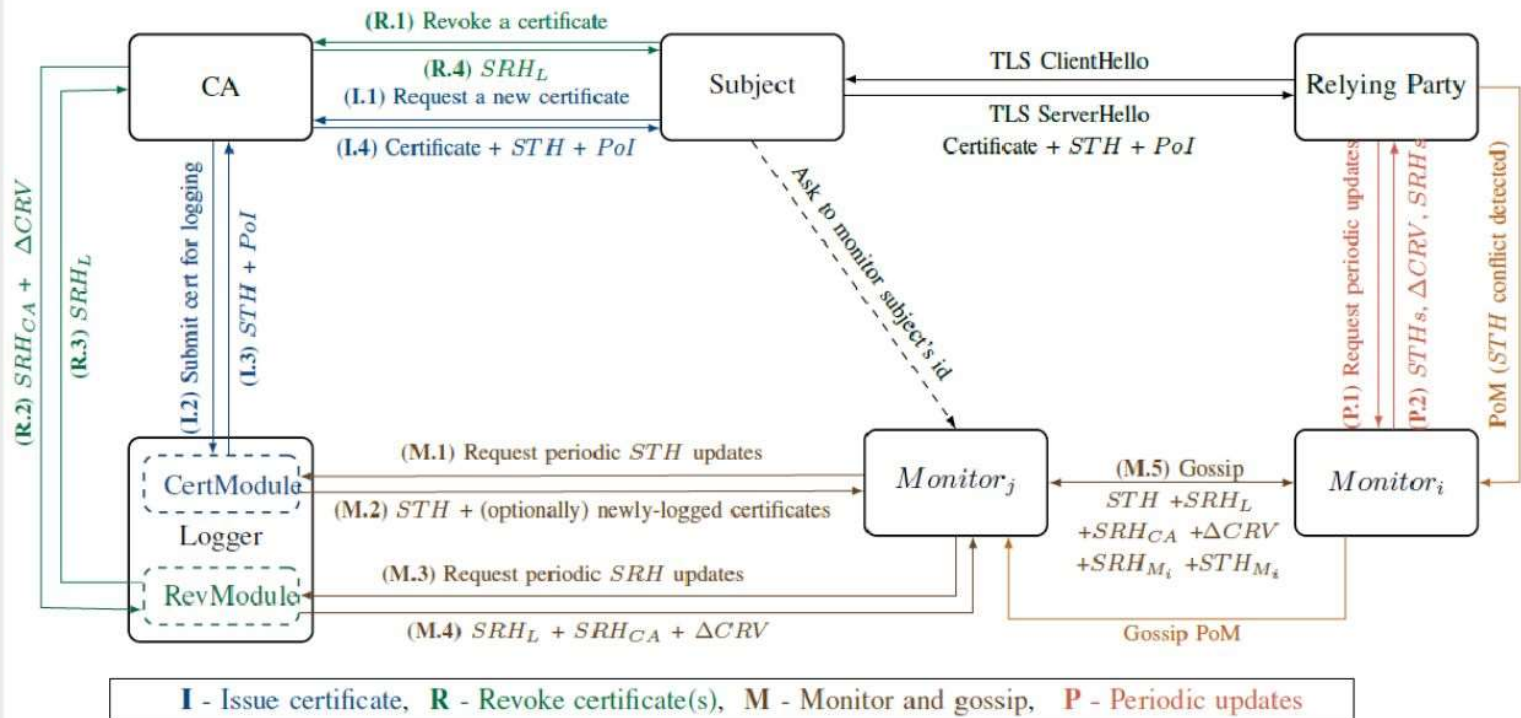 (R.1) Revoke a certificate
CA
(R.4) SRH_L
(I.1) Request a new certificate
(I.4) Certificate + STH + PoI
Subject
TLS ClientHello
TLS ServerHello
Certificate + STH + PoI
Relying Party
(R.2) SRH_CA + ΔCRV
(R.3) SRH_L
(I.2) Submit cert for logging
(I.3) STH + PoI
Ask to monitor subject's id
(P.1) Request periodic updates
(P.2) STHs, ΔCRV, SRHs
PoM (STH conflict detected)
CertModule
Logger
RevModule
(M.1) Request periodic STH updates
(M.2) STH + (optionally) newly-logged certificates
(M.3) Request periodic SRH updates
(M.4) SRH_L + SRH_CA + ΔCRV
Monitor_j
(M.5) Gossip
STH +SRH_L
+SRH_CA +ΔCRV
+SRH_M_i +STH_M_i
Monitor_i
Gossip PoM
I - Issue certificate, R - Revoke certificate(s), M - Monitor and gossip, P - Periodic updates